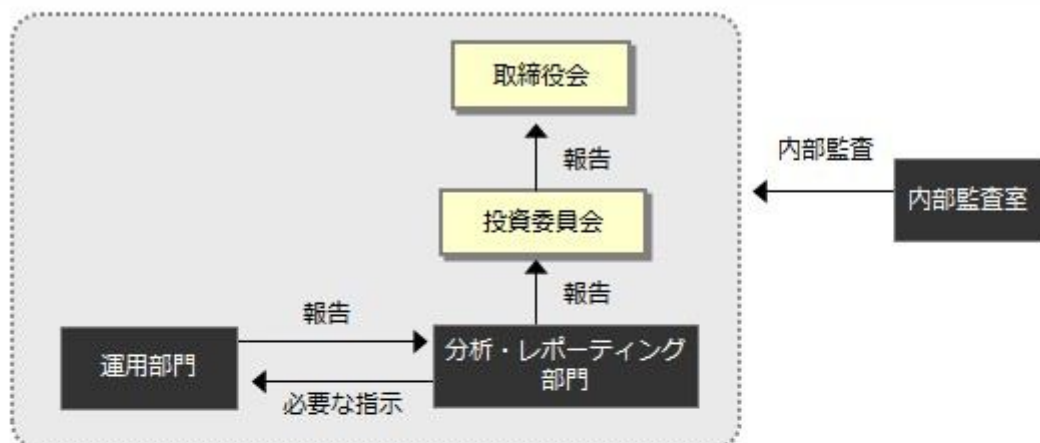 取締役会
報告
内部監査
内部監査室
投資委員会
報告
報告
運用部門
分析・レポーティング
部門
必要な指示